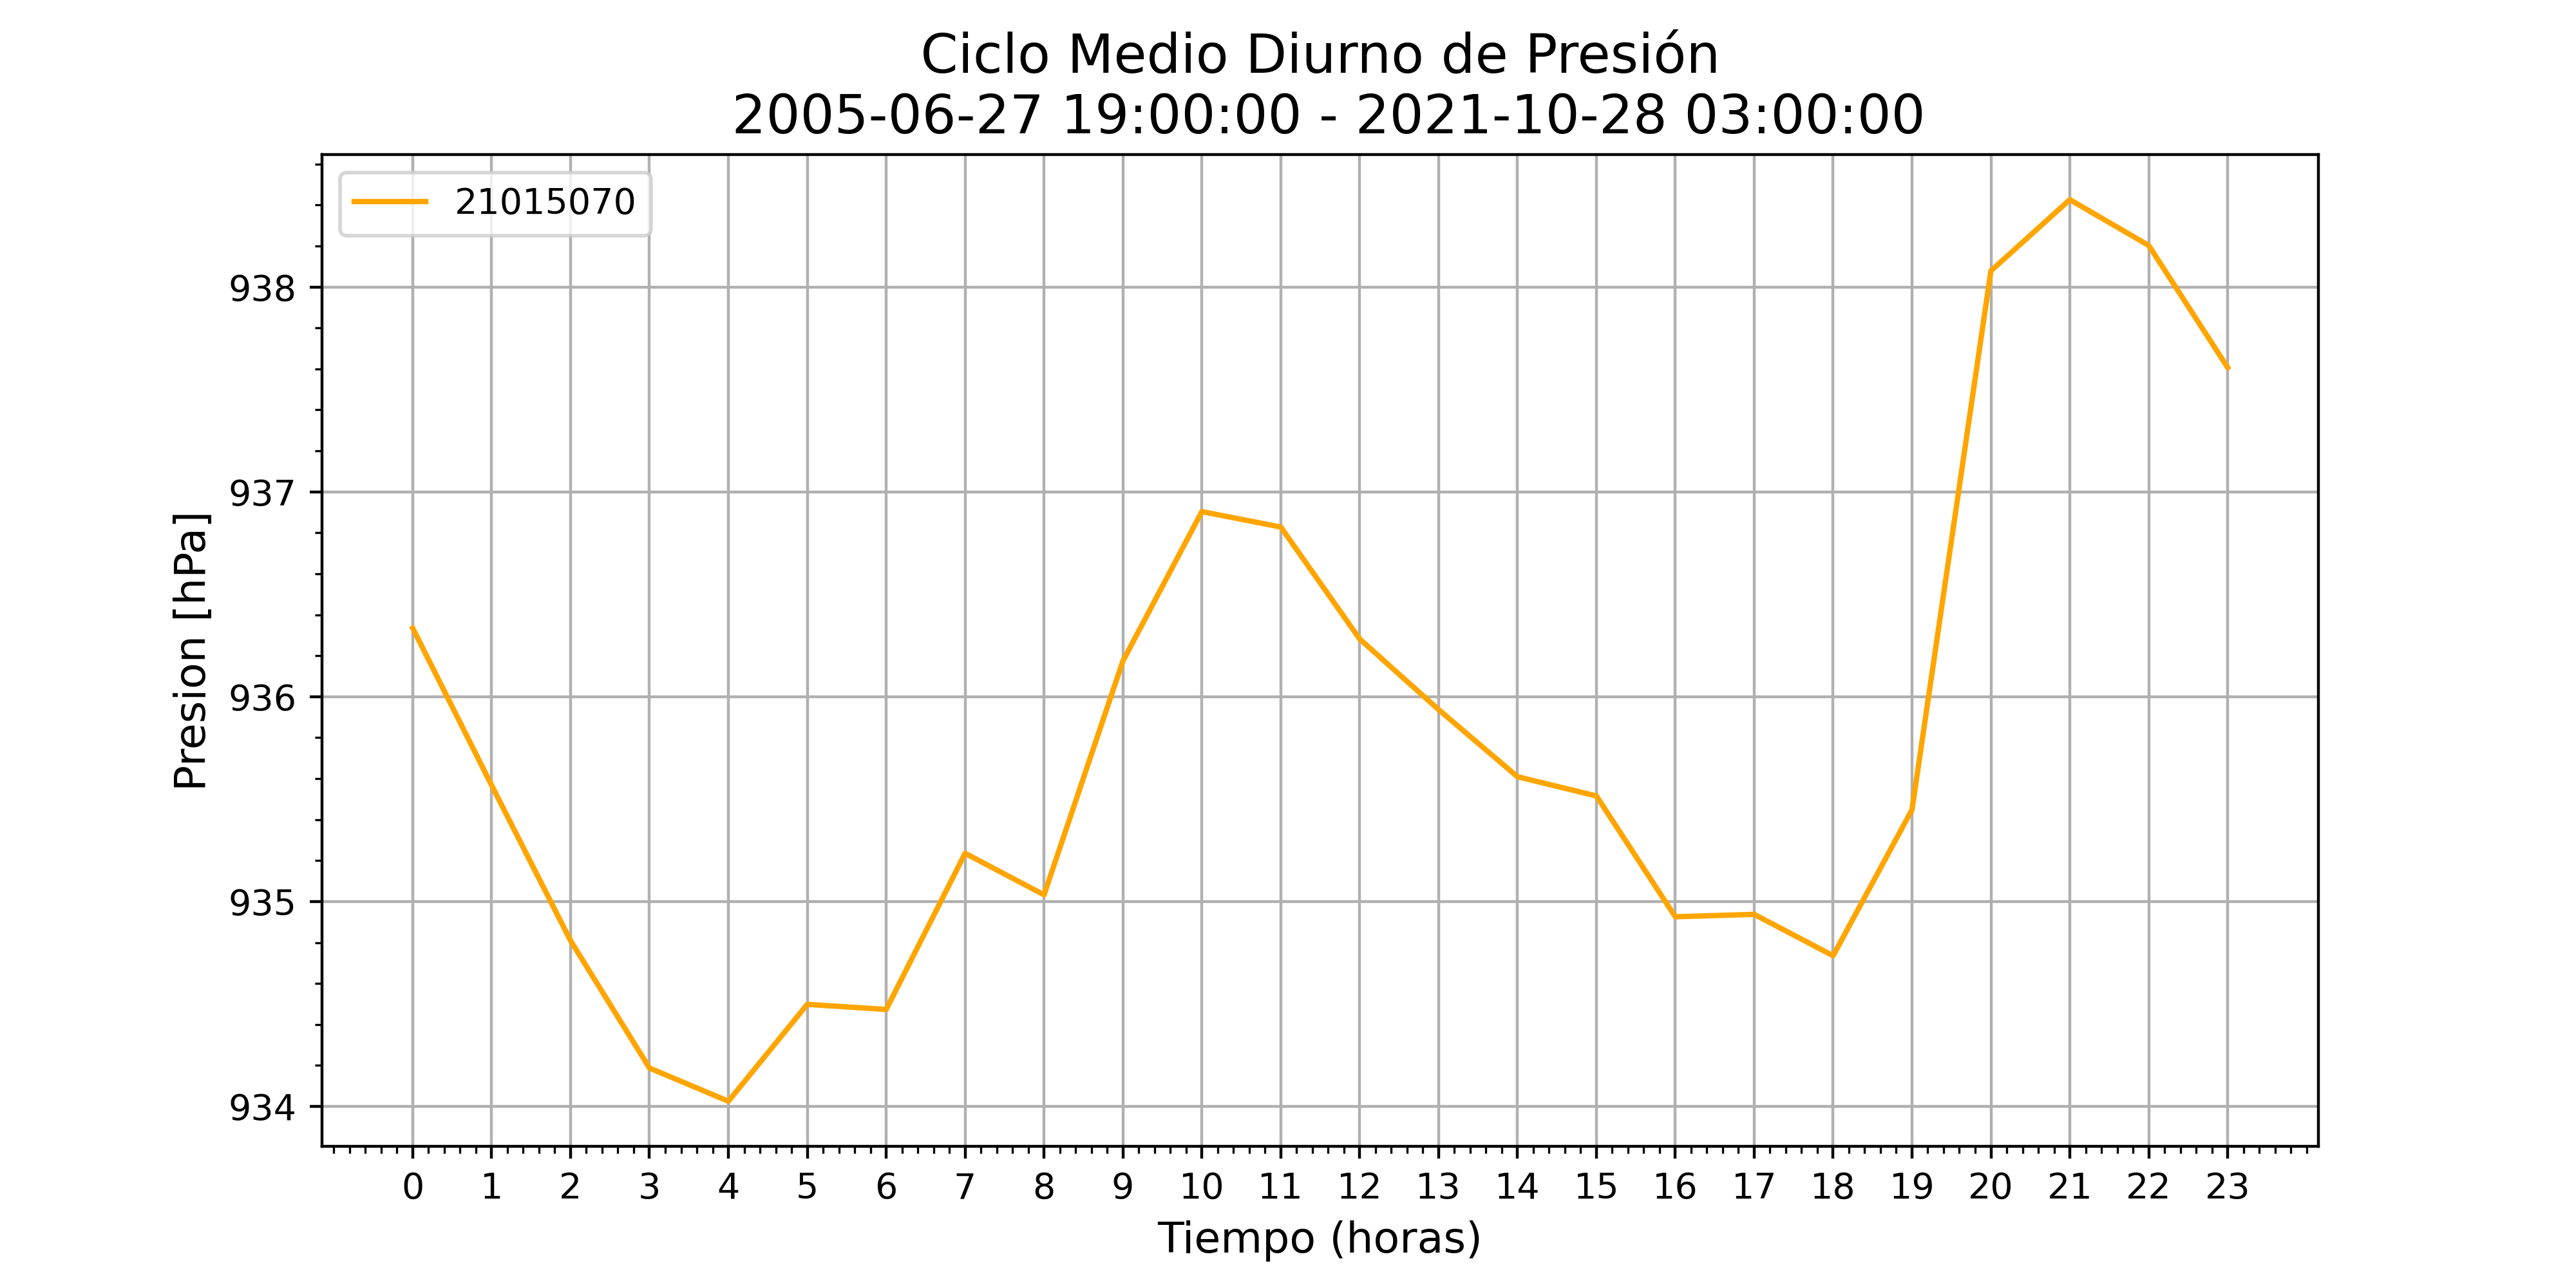 Ciclo Medio Diurno de Presión
2005-06-27 19:00:00 - 2021-10-28 03:00:00
21015070
938
937
936
935
934
Presion [hPa]
0 1 2 3 4 5 6 7 8 9 10 11 12 13 14 15 16 17 18 19 20 21 22 23
Tiempo (horas)